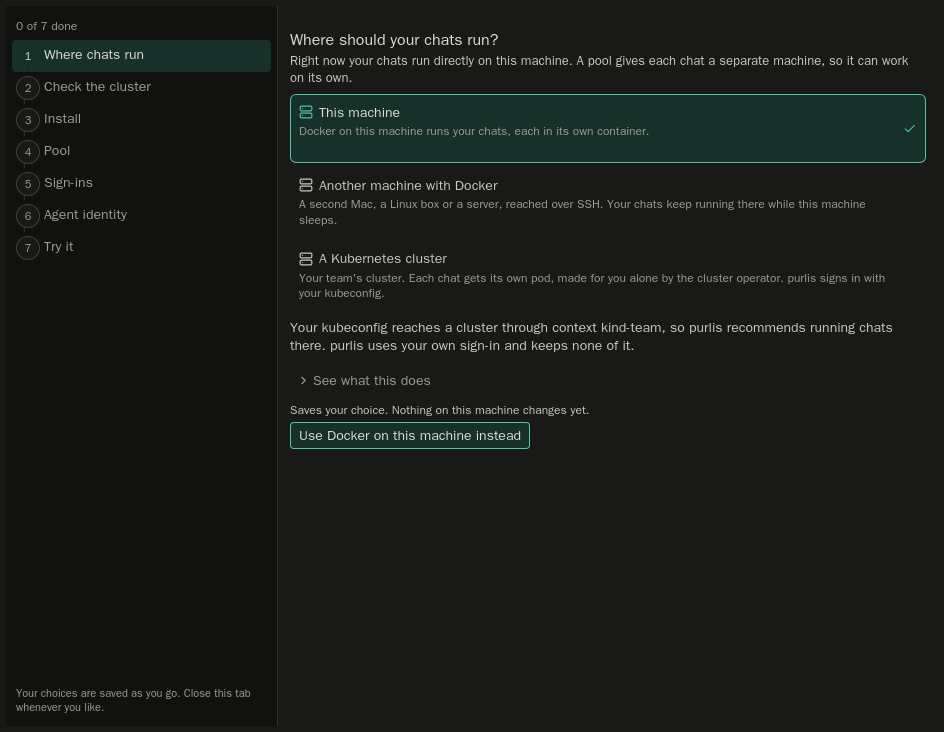 0 of 7 done
1 Where chats run
2 Check the cluster
3 Install
4 Pool
5 Sign-ins
6 Agent identity
7 Try it
Your choices are saved as you go. Close this tab
whenever you like.
Where should your chats run?
Right now your chats run directly on this machine. A pool gives each chat a separate machine, so it can work
on its own.
This machine
Docker on this machine runs your chats, each in its own container.
Another machine with Docker
A second Mac, a Linux box or a server, reached over SSH. Your chats keep running there while this machine
sleeps.
A Kubernetes cluster
Your team's cluster. Each chat gets its own pod, made for you alone by the cluster operator. purlis signs in with
your kubeconfig.
Your kubeconfig reaches a cluster through context kind-team, so purlis recommends running chats
there. purlis uses your own sign-in and keeps none of it.
See what this does
Saves your choice. Nothing on this machine changes yet.
Use Docker on this machine instead